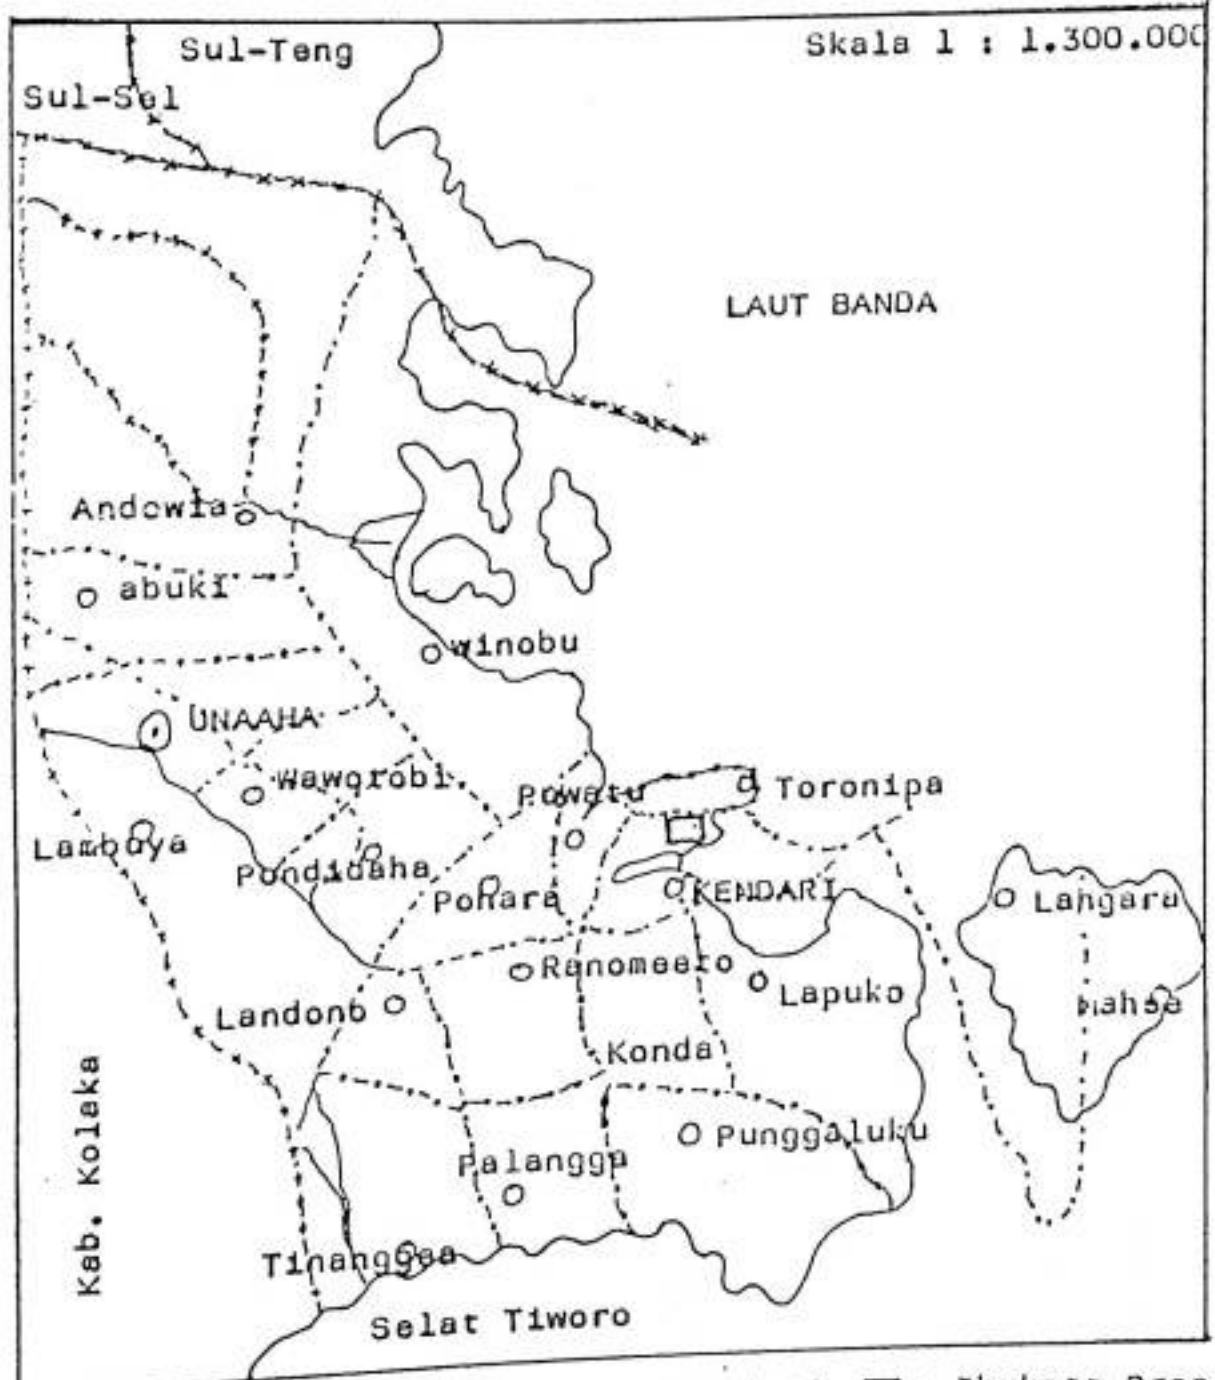 Sul-Teng
Skala 1 : 1.300.000
Sul-Sel
LAUT BANDA
Andowia
abuki
winobu
UNAAHA
Waworobi
Powatu
Toronipa
Lambuya
Pondidaha
Pohara
KENDARI
Langara
Ranomeeto
Lapuko
Landono
Konda
Kab. Kolaka
Punggaluku
Palangga
Tinanggea
Selat Tiworo